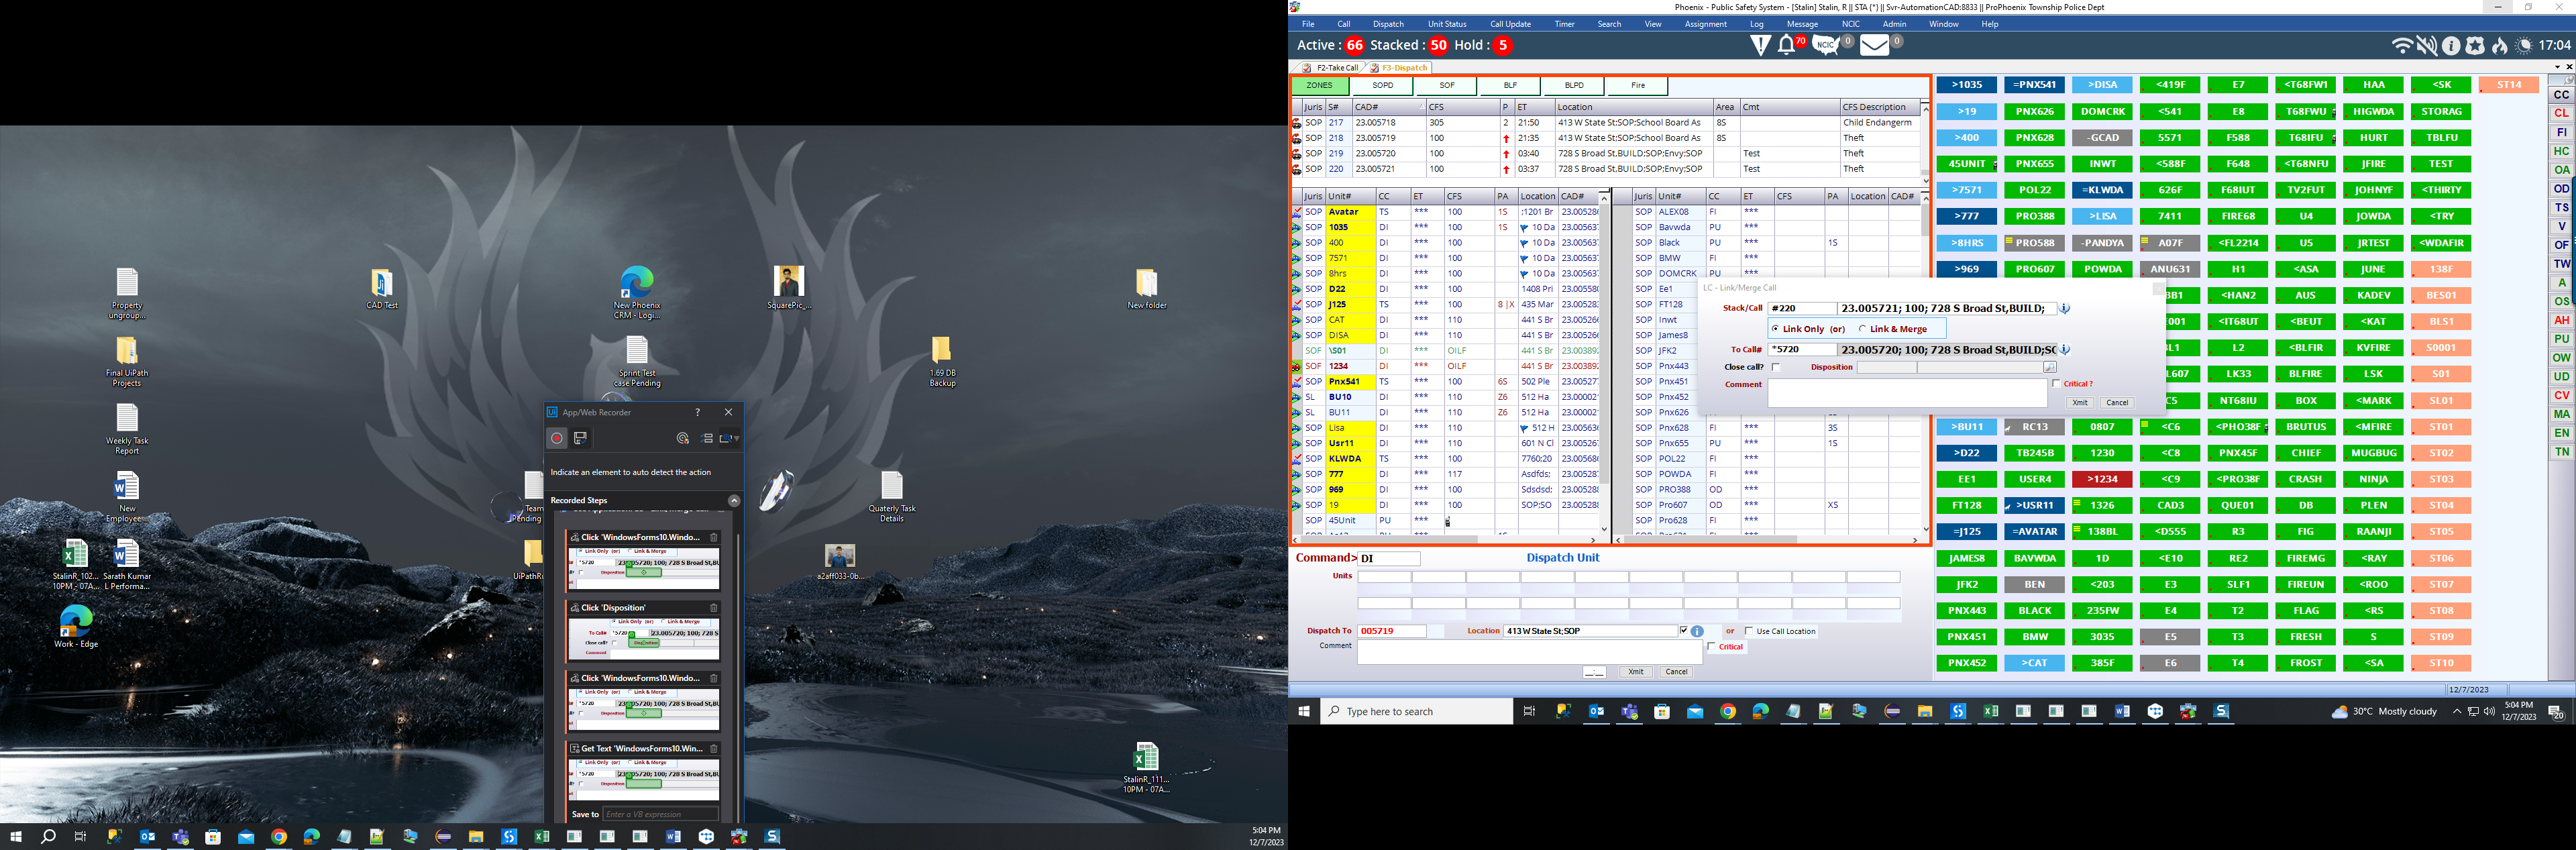 Phoenix - Public Safety System - [Stalin] Stalin, R || STA (*) || Svr-AutomationCAD:8833 || ProPhoenix Township Police Dept
File Call Dispatch Unit Status Call Update Timer Search View Assignment Log Message NCIC Admin Window Help
Active : 66 Stacked : 50 Hold : 5
70 NCIC 0 0
17:04
F2-Take Call F3-Dispatch
ZONES SOPD SOF BLF BLPD Fire
Juris S# CAD# CFS P ET Location Area Cmt CFS Description
SOP 217 23.005718 305 2 21:50 413 W State St;SOP;School Board As 8S Child Endangerm
SOP 218 23.005719 100 21:35 413 W State St;SOP;School Board As 8S Theft
SOP 219 23.005720 100 03:40 728 S Broad St,BUILD;SOP;Envy;SOP Test Theft
SOP 220 23.005721 100 03:37 728 S Broad St,BUILD;SOP;Envy;SOP Test Theft
Juris Unit# CC ET CFS PA Location CAD#
SOP Avatar TS *** 100 1S ;1201 Br 23.005286
SOP 1035 DI *** 100 1S 10 Da 23.005637
SOP 400 DI *** 100 10 Da 23.005637
SOP 7571 DI *** 100 10 Da 23.005637
SOP 8hrs DI *** 100 10 Da 23.005637
SOP D22 DI *** 100 1408 Pri 23.005580
SOP J125 TS *** 100 8 |X 435 Mar 23.005283
SOP CAT DI *** 110 441 S Br 23.005266
SOP DISA DI *** 110 441 S Br 23.005266
SOF \S01 DI *** OILF 441 S Br 23.003892
SOF 1234 DI *** OILF 441 S Br 23.003892
SOP Pnx541 TS *** 100 6S 502 Ple 23.005277
SL BU10 DI *** 110 Z6 512 Ha 23.000021
SL BU11 DI *** 110 Z6 512 Ha 23.000021
SOP Lisa DI *** 110 512 H 23.005636
SOP Usr11 DI *** 110 601 N Cl 23.005267
SOP KLWDA TS *** 100 7760;20 23.005686
SOP 777 DI *** 117 Asdfds; 23.005287
SOP 969 DI *** 100 Sdsdsd; 23.005288
SOP 19 DI *** 100 SOP;SO 23.005288
SOP 45Unit PU ***
Juris Unit# CC ET CFS PA Location CAD#
SOP ALEX08 FI ***
SOP Bavwda PU ***
SOP Black PU *** 1S
SOP BMW FI ***
SOP DOMCRK PU ***
SOP Ee1
SOP FT128
SOP Inwt
SOP James8
SOP JFK2
SOP Pnx443
SOP Pnx451
SOP Pnx452
SOP Pnx626
SOP Pnx628 FI *** 3S
SOP Pnx655 PU *** 1S
SOP POL22 FI ***
SOP POWDA FI ***
SOP PRO388 OD ***
SOP Pro607 OD *** XS
SOP Pro628 FI ***
LC - Link/Merge Call
Stack/Call #220 23.005721; 100; 728 S Broad St,BUILD;
Link Only (or) Link & Merge
To Call# *5720 23.005720; 100; 728 S Broad St,BUILD;SC
Close call? Disposition
Comment Critical ?
Xmit Cancel
Command> DI Dispatch Unit
Units
Dispatch To 005719 Location 413 W State St;SOP or Use Call Location
Comment Critical
Xmit Cancel
>1035 =PNX541 >DISA <419F E7 <T68FW1 HAA <SK ST14
>19 PNX626 DOMCRK <541 E8 T68FWU HIGWDA STORAG
>400 PNX628 -GCAD 5571 F588 T68IFU HURT TBLFU
45UNIT PNX655 INWT <588F F648 <T68NFU JFIRE TEST
>7571 POL22 =KLWDA 626F F68IUT TV2FUT JOHNYF <THIRTY
>777 PRO388 >LISA 7411 FIRE68 U4 JOWDA <TRY
>8HRS PRO588 -PANDYA A07F <FL2214 U5 JRTEST <WDAFIR
>969 PRO607 POWDA ANU631 H1 <ASA JUNE 138F
BB1 <HAN2 AUS KADEV BES01
E001 <IT68UT <BEUT <KAT BLS1
BL1 L2 <BLFIR KVFIRE S0001
L607 LK33 BLFIRE LSK S01
C5 NT68IU BOX <MARK SL01
>BU11 RC13 0807 <C6 <PHO38F BRUTUS <MFIRE ST01
>D22 TB245B 1230 <C8 PNX45F CHIEF MUGBUG ST02
EE1 USER4 >1234 <C9 <PRO38F CRASH NINJA ST03
FT128 >USR11 1326 CAD3 QUE01 DB PLEN ST04
=J125 =AVATAR 138BL <D555 R3 FIG RAANJI ST05
JAMES8 BAVWDA 1D <E10 RE2 FIREMG <RAY ST06
JFK2 BEN <203 E3 SLF1 FIREUN <ROO ST07
PNX443 BLACK 235FW E4 T2 FLAG <RS ST08
PNX451 BMW 3035 E5 T3 FRESH S ST09
PNX452 >CAT 385F E6 T4 FROST <SA ST10
CC
CL
FI
HC
OA
OD
TS
V
OF
TW
A
OS
AH
PU
OW
UD
CV
MA
EN
TN
12/7/2023
Type here to search
30°C Mostly cloudy
5:04 PM
12/7/2023
20
Property ungroup...
CAD Test
New Phoenix CRM - Logi...
SquarePic_...
New folder
Final UiPath Projects
Sprint Test case Pending
1.69 DB Backup
Weekly Task Report
New Employee...
Team
Pending
Quaterly Task Details
StalinR_102... 10PM_- 07A...
Sarath Kumar L Performa...
UiPathR
a2aff033-0b...
Work - Edge
StalinR_111... 10PM - 07A...
App/Web Recorder
Indicate an element to auto detect the action
Recorded Steps
Click 'WindowsForms10.Windo...
Click 'Disposition'
Click 'WindowsForms10.Windo...
Get Text 'WindowsForms10.Win...
Save to Enter a VB expression
5:04 PM
12/7/2023